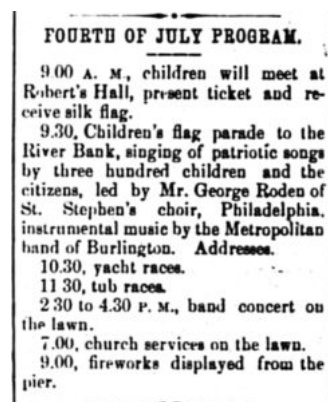 FOURTH OF JULY PROGRAM.
9.00 A. M., children will meet at
Robert's Hall, present ticket and re-
ceive silk flag.
9.30, Children's flag parade to the
River Bank, singing of patriotic songs
by three hundred children and the
citizens, led by Mr. George Roden of
St. Stephen's choir, Philadelphia,
instrumental music by the Metropolitan
band of Burlington. Addresses.
10.30, yacht races.
11 30, tub races.
2 30 to 4.30 P. M., band concert on
the lawn.
7.00, church services on the lawn.
9.00, fireworks displayed from the
pier.